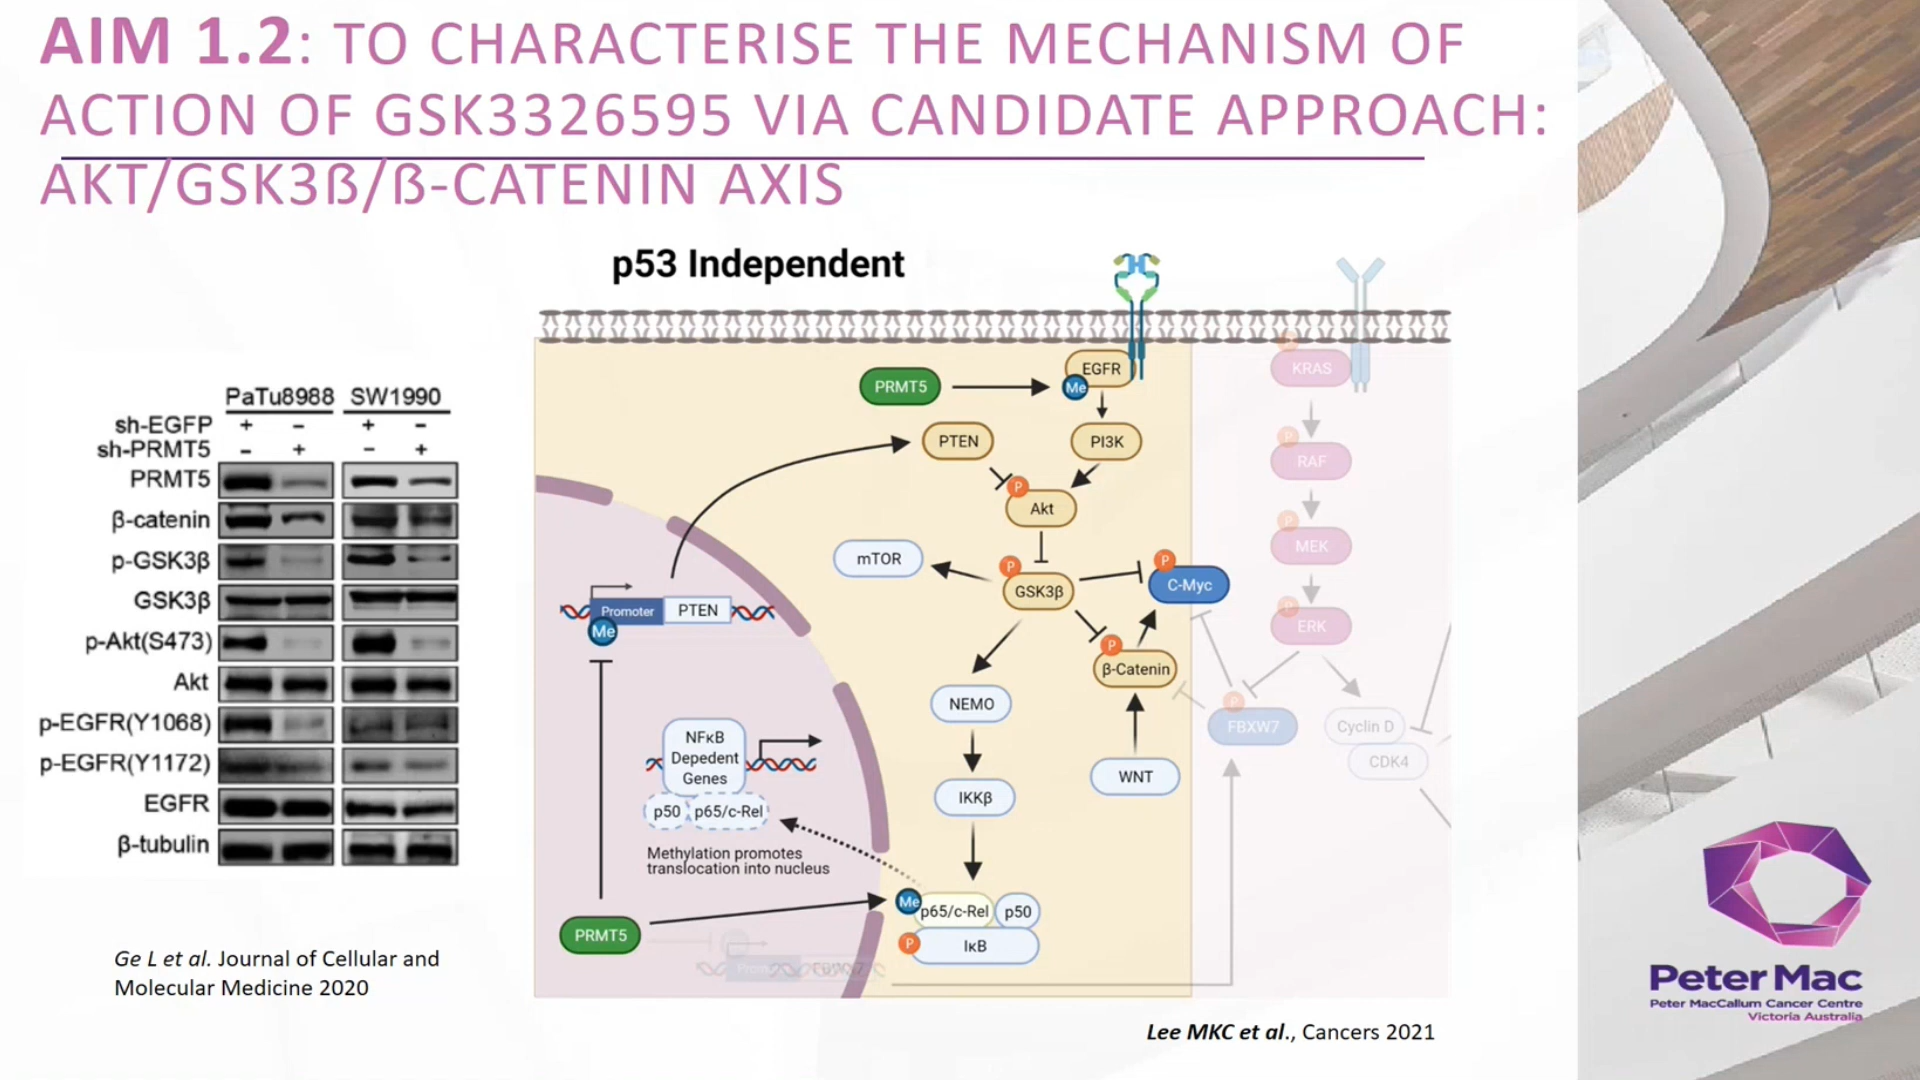 AIM 1.2: TO CHARACTERISE THE MECHANISM OF
ACTION OF GSK3326595 VIA CANDIDATE APPROACH:
AKT/GSK3ß/ß-CATENIN AXIS
p53 Independent
PaTu8988 SW1990
sh-EGFP + - + -
sh-PRMT5 - + - +
PRMT5
β-catenin
p-GSK3β
GSK3β
p-Akt(S473)
Akt
p-EGFR(Y1068)
p-EGFR(Y1172)
EGFR
β-tubulin
Ge L et al. Journal of Cellular and
Molecular Medicine 2020
PRMT5
EGFR
Me
PTEN
PI3K
P
Akt
mTOR
P
GSK3β
P
C-Myc
P
β-Catenin
Promoter
PTEN
Me
NEMO
WNT
IKKβ
NFκB
Depedent
Genes
p50
p65/c-Rel
Methylation promotes
translocation into nucleus
PRMT5
Me
p65/c-Rel
p50
P
IκB
P
KRAS
P
RAF
P
MEK
P
ERK
P
FBXW7
Cyclin D
CDK4
Lee MKC et al., Cancers 2021
Peter Mac
Peter MacCallum Cancer Centre
Victoria Australia